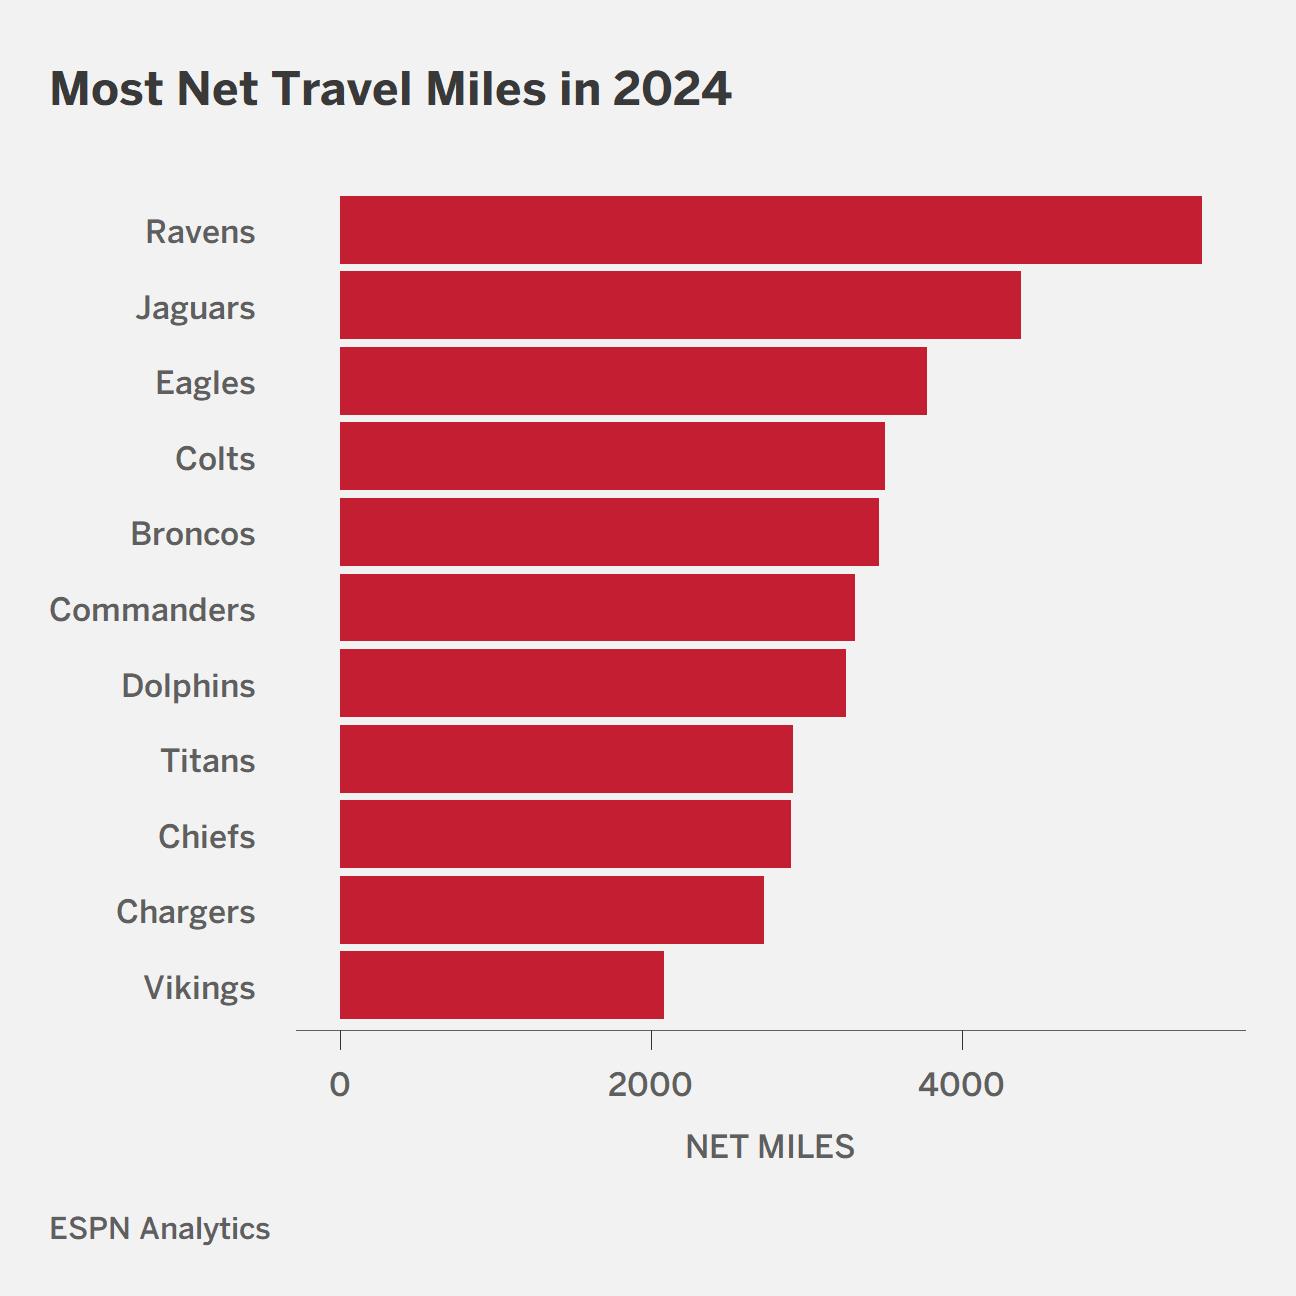 Most Net Travel Miles in 2024
Ravens
Jaguars
Eagles
Colts
Broncos
Commanders
Dolphins
Titans
Chiefs
Chargers
Vikings
0 2000 4000
NET MILES
ESPN Analytics